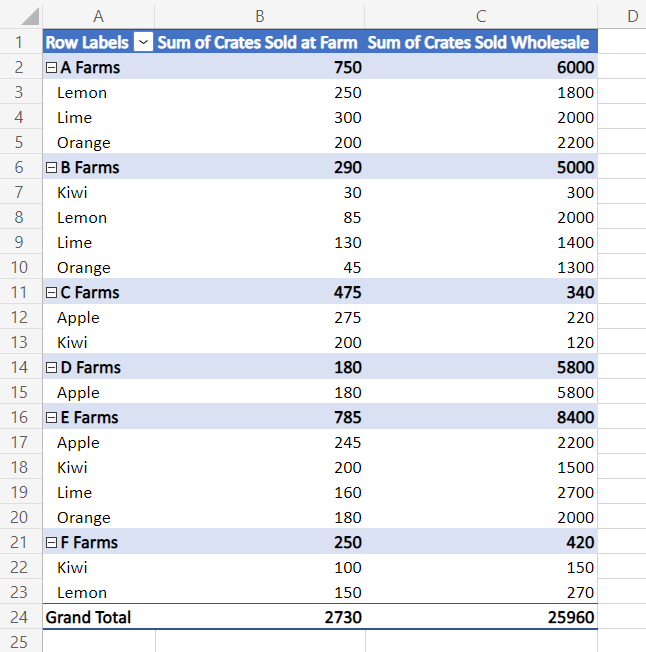 A B C D
1 Row Labels Sum of Crates Sold at Farm Sum of Crates Sold Wholesale
2 A Farms 750 6000
3 Lemon 250 1800
4 Lime 300 2000
5 Orange 200 2200
6 B Farms 290 5000
7 Kiwi 30 300
8 Lemon 85 2000
9 Lime 130 1400
10 Orange 45 1300
11 C Farms 475 340
12 Apple 275 220
13 Kiwi 200 120
14 D Farms 180 5800
15 Apple 180 5800
16 E Farms 785 8400
17 Apple 245 2200
18 Kiwi 200 1500
19 Lime 160 2700
20 Orange 180 2000
21 F Farms 250 420
22 Kiwi 100 150
23 Lemon 150 270
24 Grand Total 2730 25960
25